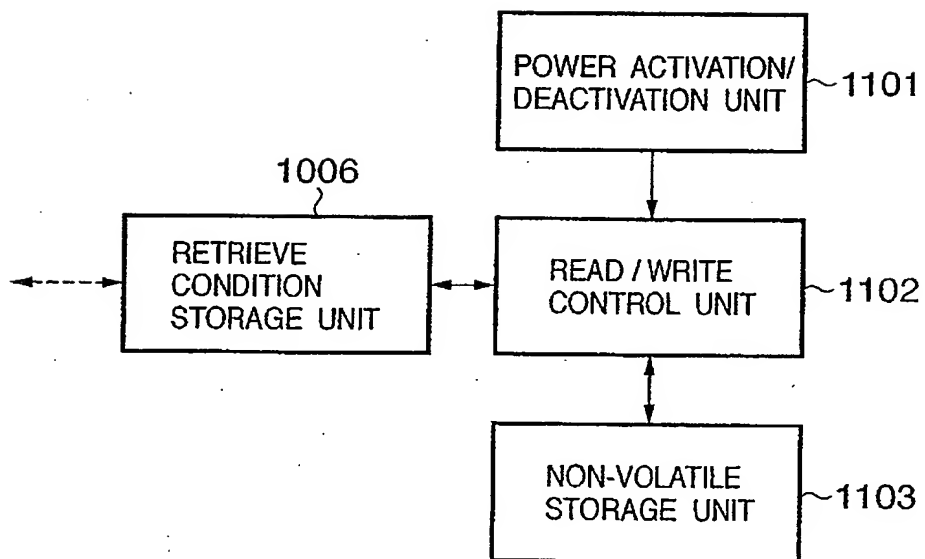 POWER ACTIVATION/
DEACTIVATION UNIT
1101
1006
RETRIEVE
CONDITION
STORAGE UNIT
READ / WRITE
CONTROL UNIT
1102
NON-VOLATILE
STORAGE UNIT
1103